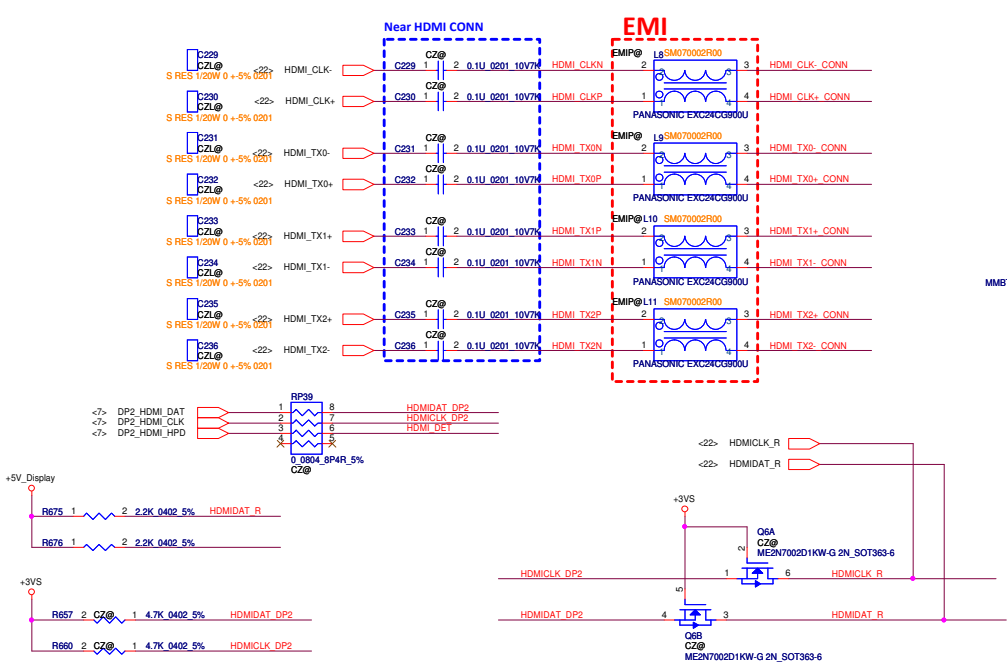 Near HDMI CONN
EMI
C229
CZL@
S RES 1/20W 0 +-5% 0201
<22> HDMI_CLK-
C229 1 CZ@ 2 0.1U_0201_10V7K HDMI_CLKN
EMIP@ L8 SM070002R00
2 3 HDMI_CLK-_CONN
C230
CZL@
S RES 1/20W 0 +-5% 0201
<22> HDMI_CLK+
C230 1 CZ@ 2 0.1U_0201_10V7K HDMI_CLKP
1 4 HDMI_CLK+_CONN
PANASONIC EXC24CG900U
C231
CZL@
S RES 1/20W 0 +-5% 0201
<22> HDMI_TX0-
C231 1 CZ@ 2 0.1U_0201_10V7K HDMI_TX0N
EMIP@ L9 SM070002R00
2 3 HDMI_TX0-_CONN
C232
CZL@
S RES 1/20W 0 +-5% 0201
<22> HDMI_TX0+
C232 1 CZ@ 2 0.1U_0201_10V7K HDMI_TX0P
1 4 HDMI_TX0+_CONN
PANASONIC EXC24CG900U
C233
CZL@
S RES 1/20W 0 +-5% 0201
<22> HDMI_TX1+
C233 1 CZ@ 2 0.1U_0201_10V7K HDMI_TX1P
EMIP@ L10 SM070002R00
2 3 HDMI_TX1+_CONN
C234
CZL@
S RES 1/20W 0 +-5% 0201
<22> HDMI_TX1-
C234 1 CZ@ 2 0.1U_0201_10V7K HDMI_TX1N
1 4 HDMI_TX1-_CONN
PANASONIC EXC24CG900U
MMBT
C235
CZL@
S RES 1/20W 0 +-5% 0201
<22> HDMI_TX2+
C235 1 CZ@ 2 0.1U_0201_10V7K HDMI_TX2P
EMIP@ L11 SM070002R00
2 3 HDMI_TX2+_CONN
C236
CZL@
S RES 1/20W 0 +-5% 0201
<22> HDMI_TX2-
C236 1 CZ@ 2 0.1U_0201_10V7K HDMI_TX2N
1 4 HDMI_TX2-_CONN
PANASONIC EXC24CG900U
RP39
<7> DP2_HDMI_DAT 1 8 HDMIDAT_DP2
<7> DP2_HDMI_CLK 2 7 HDMICLK_DP2
<7> DP2_HDMI_HPD 3 6 HDMI_DET
4 5
0_0804_8P4R_5%
CZ@
<22> HDMICLK_R
<22> HDMIDAT_R
+5V_Display
R675 1 2 2.2K_0402_5% HDMIDAT_R
R676 1 2 2.2K_0402_5%
+3VS
R657 2 CZ@ 1 4.7K_0402_5% HDMIDAT_DP2
R660 2 CZ@ 1 4.7K_0402_5% HDMICLK_DP2
+3VS
Q6A
CZ@
ME2N7002D1KW-G 2N_SOT363-6
2
HDMICLK_DP2 1 6 HDMICLK_R
5
HDMIDAT_DP2 4 3 HDMIDAT_R
Q6B
CZ@
ME2N7002D1KW-G 2N_SOT363-6